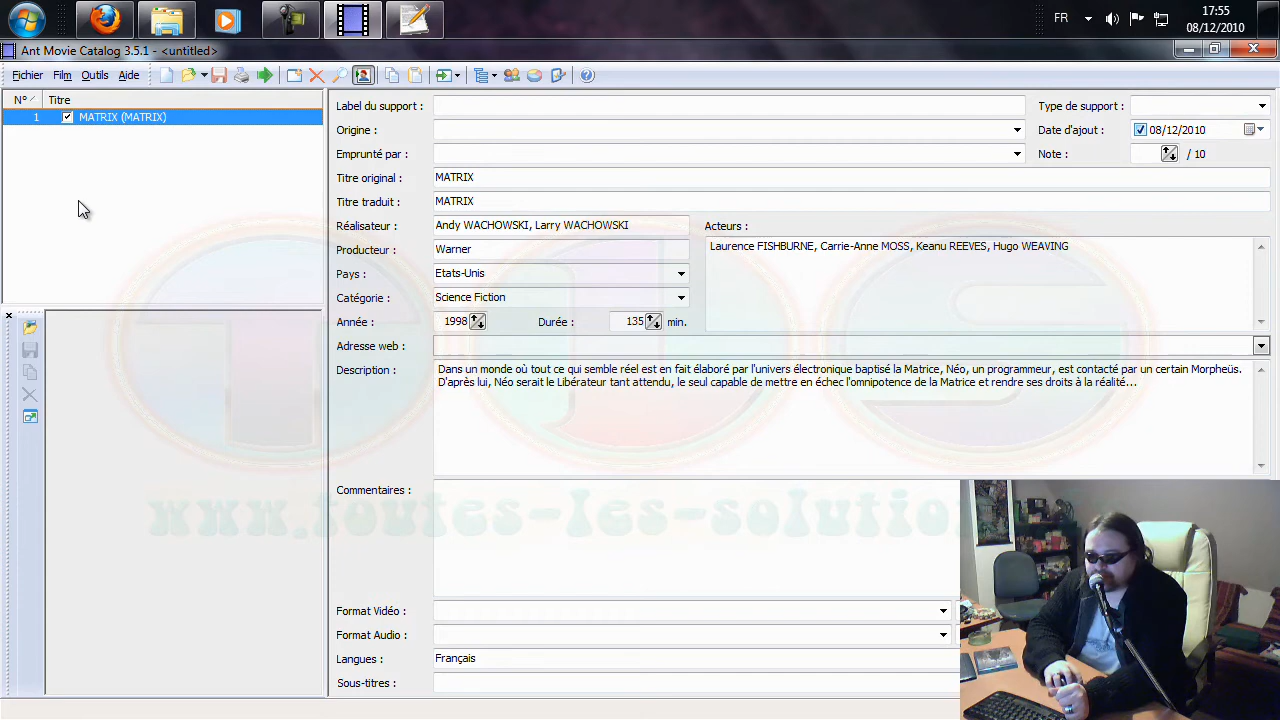 FR
17:55
08/12/2010
Ant Movie Catalog 3.5.1 - <untitled>
Fichier Film Outils Aide
N° Titre
1 MATRIX (MATRIX)
Label du support :
Type de support :
Origine :
Date d'ajout : 08/12/2010
Emprunté par :
Note : / 10
Titre original : MATRIX
Titre traduit : MATRIX
Réalisateur : Andy WACHOWSKI, Larry WACHOWSKI
Acteurs :
Laurence FISHBURNE, Carrie-Anne MOSS, Keanu REEVES, Hugo WEAVING
Producteur : Warner
Pays : Etats-Unis
Catégorie : Science Fiction
Année : 1998 Durée : 135 min.
Adresse web :
Description : Dans un monde où tout ce qui semble réel est en fait élaboré par l'univers électronique baptisé la Matrice, Néo, un programmeur, est contacté par un certain Morpheüs.
D'après lui, Néo serait le Libérateur tant attendu, le seul capable de mettre en échec l'omnipotence de la Matrice et rendre ses droits à la réalité...
TLS
www.toutes-les-solutio
Commentaires :
Format Vidéo :
Format Audio :
Langues : Français
Sous-titres :